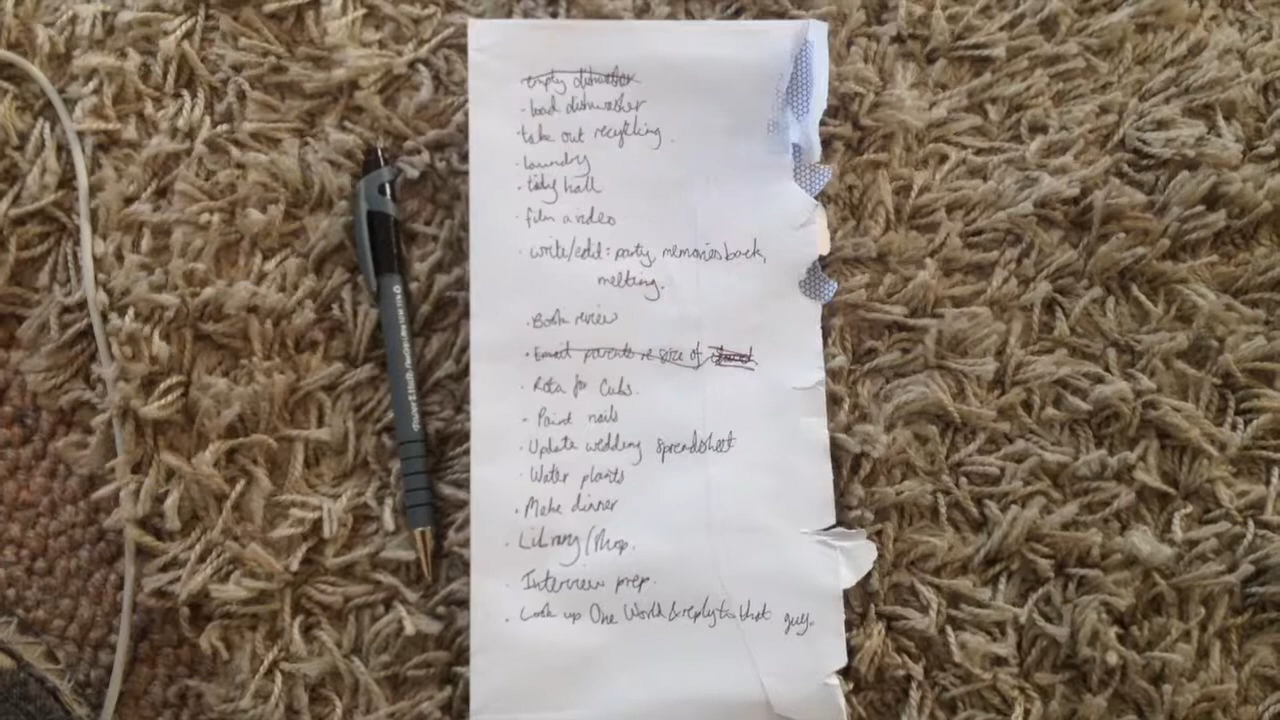 empty dishwasher
· load dishwasher
· take out recycling.
· laundry
· tidy hall
· film a video
· write/edit: party, memories back,
melting.
· Book review
· Email parents re size of
· Rota for Cubs.
- Paint nails
· Update wedding spreadsheet
· Water plants
· Make dinner
· Library/shop.
· Interview prep.
· Look up One World & reply to that guy.